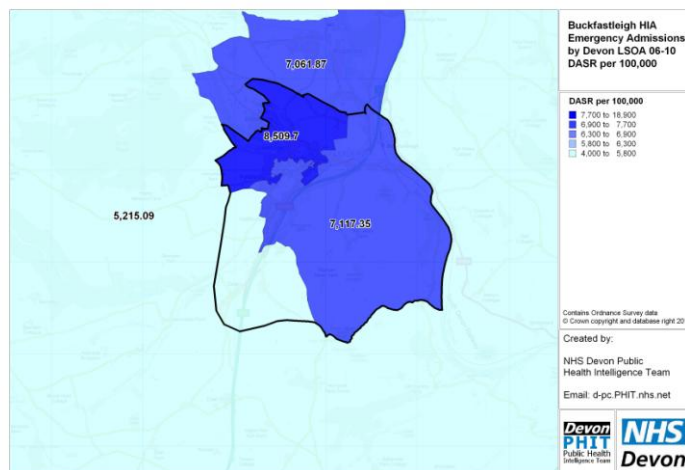 Buckfastleigh HIA
Emergency Admissions
by Devon LSOA 06-10
DASR per 100,000
7,061.87
8,509.7
5,215.09
7,117.35
DASR per 100,000
7,700 to 18,900
6,900 to 7,700
6,300 to 6,900
5,800 to 6,300
4,000 to 5,800
Contains Ordnance Survey data
© Crown copyright and database right 20
Created by:
NHS Devon Public
Health Intelligence Team
Email: d-pc.PHIT.nhs.net
Devon
PHIT
Public Health
Intelligence Team
NHS
Devon